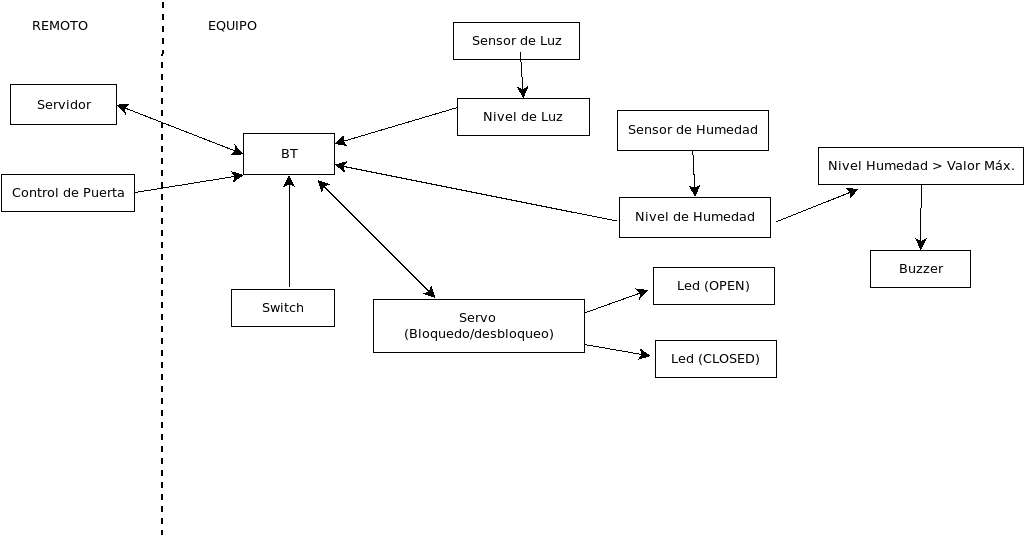 REMOTO
EQUIPO
Sensor de Luz
Servidor
Nivel de Luz
Sensor de Humedad
BT
Nivel Humedad > Valor Máx.
Control de Puerta
Nivel de Humedad
Buzzer
Led (OPEN)
Switch
Servo
(Bloquedo/desbloqueo)
Led (CLOSED)